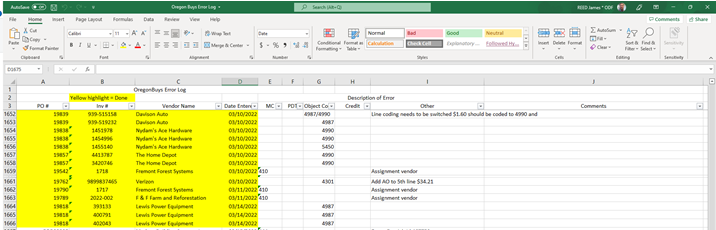 AutoSave Off
OregonBuys Error Log
Search (Alt+Q)
REED James * ODF
File Home Insert Page Layout Formulas Data Review View Help
Comments Share
Paste Cut Copy Format Painter
Calibri 11
Wrap Text
Merge & Center
Date
Conditional Formatting Format as Table
Normal Bad Good Neutral
Calculation Check Cell Explanatory ... Followed Hy...
Insert Delete Format
AutoSum Fill Clear
Sort & Filter Find & Select
Sensitivity
Clipboard Font Alignment Number Styles Cells Editing Sensitivity
D1675
A B C D E F G H I J
1 OregonBuys Error Log
2 Yellow highlight = Done Description of Error
3 PO # Inv # Vendor Name Date Entere MC PDT Object Co Credit Other Comments
1652 19839 939-515158 Davison Auto 03/10/2022 4987/4990 Line coding needs to be switched $1.60 should be coded to 4990 and
1653 19839 939-519232 Davison Auto 03/10/2022 4987
1654 19838 1451978 Nydam's Ace Hardware 03/10/2022 4990
1655 19838 1454996 Nydam's Ace Hardware 03/10/2022 4990
1656 19838 1455140 Nydam's Ace Hardware 03/10/2022 5450
1657 19857 4413787 The Home Depot 03/10/2022 4990
1658 19857 3420746 The Home Depot 03/10/2022 4990
1659 19542 1718 Fremont Forest Systems 03/10/2022 410 Assignment vendor
1661 19762 9899837465 Verizon 03/10/2022 4301 Add AO to 5th line $34.21
1662 19790 1717 Fremont Forest Systems 03/11/2022 410 Assignment vendor
1663 19789 2022-002 F & F Farm and Reforestation 03/11/2022 410 Assignment vendor
1664 19818 393133 Lewis Power Equipment 03/14/2022 4987
1665 19818 400791 Lewis Power Equipment 03/14/2022 4987
1666 19818 402043 Lewis Power Equipment 03/14/2022 4987